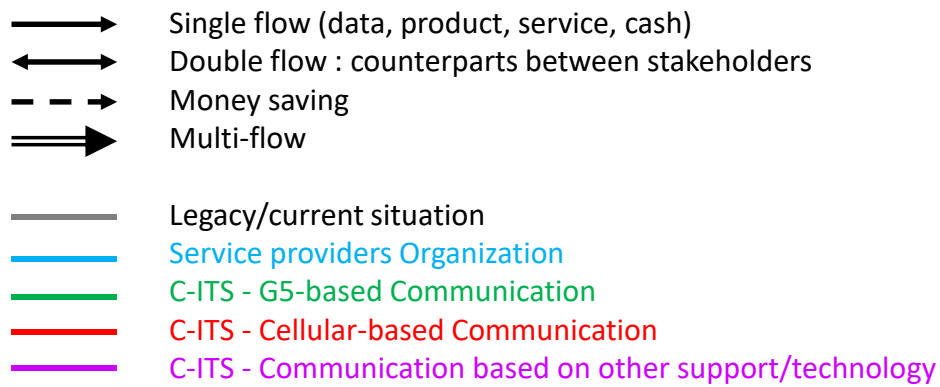 Single flow (data, product, service, cash)
Double flow : counterparts between stakeholders
Money saving
Multi-flow
Legacy/current situation
Service providers Organization
C-ITS - G5-based Communication
C-ITS - Cellular-based Communication
C-ITS - Communication based on other support/technology